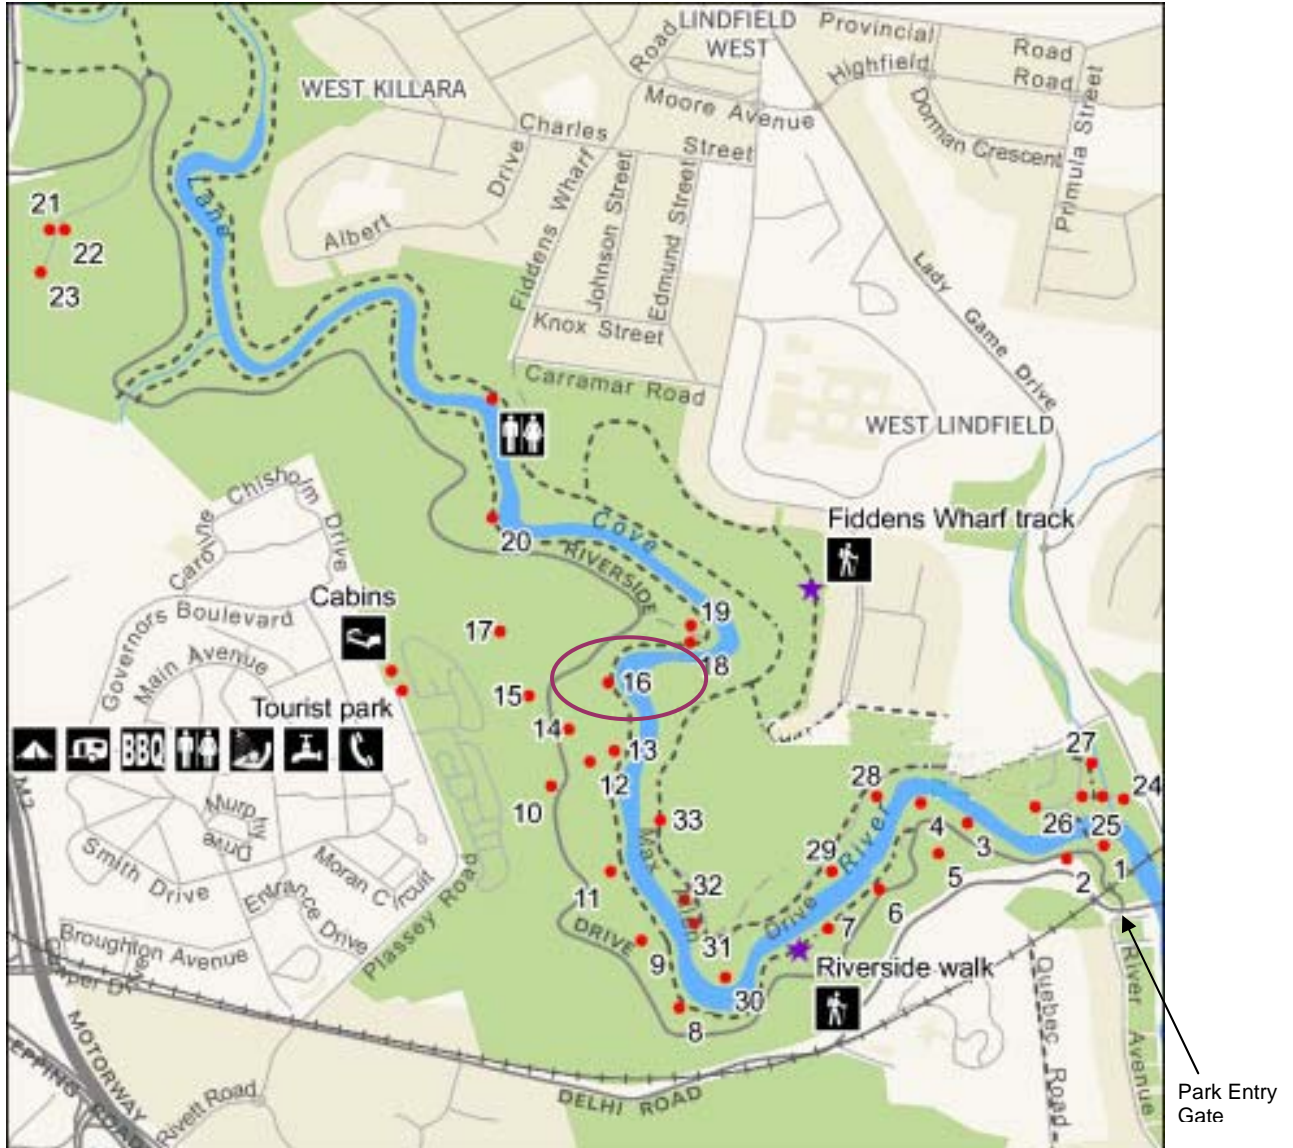 LINDFIELD
WEST
Provincial
Road
Road
Highfield
Road
WEST KILLARA
Moore Avenue
Dorman Crescent
Primula Street
Charles
Street
Drive
Fiddens Wharf
Johnson Street
Edmund Street
Albert
Lane
21
22
23
Knox Street
Lady Game Drive
Carramar Road
WEST LINDFIELD
Chisholm Drive
Caroline
20
Cove
RIVERSIDE
Fiddens Wharf track
Cabins
Governors Boulevard
Main Avenue
17
19
18
16
15
Tourist park
14
BBQ
13
12
10
M2
27
28
24
26
25
Murphy
Drive
33
4
3
Smith Drive
Moran Circuit
Max
29
River
5
2
1
Entrance Drive
11
32
Allen
6
Plassey Road
DRIVE
Drive
7
Broughton Avenue
31
9
Riverside walk
30
8
Quebec Road
River Avenue
MOTORWAY
EPPING ROAD
Rivett Road
DELHI ROAD
Park Entry
Gate